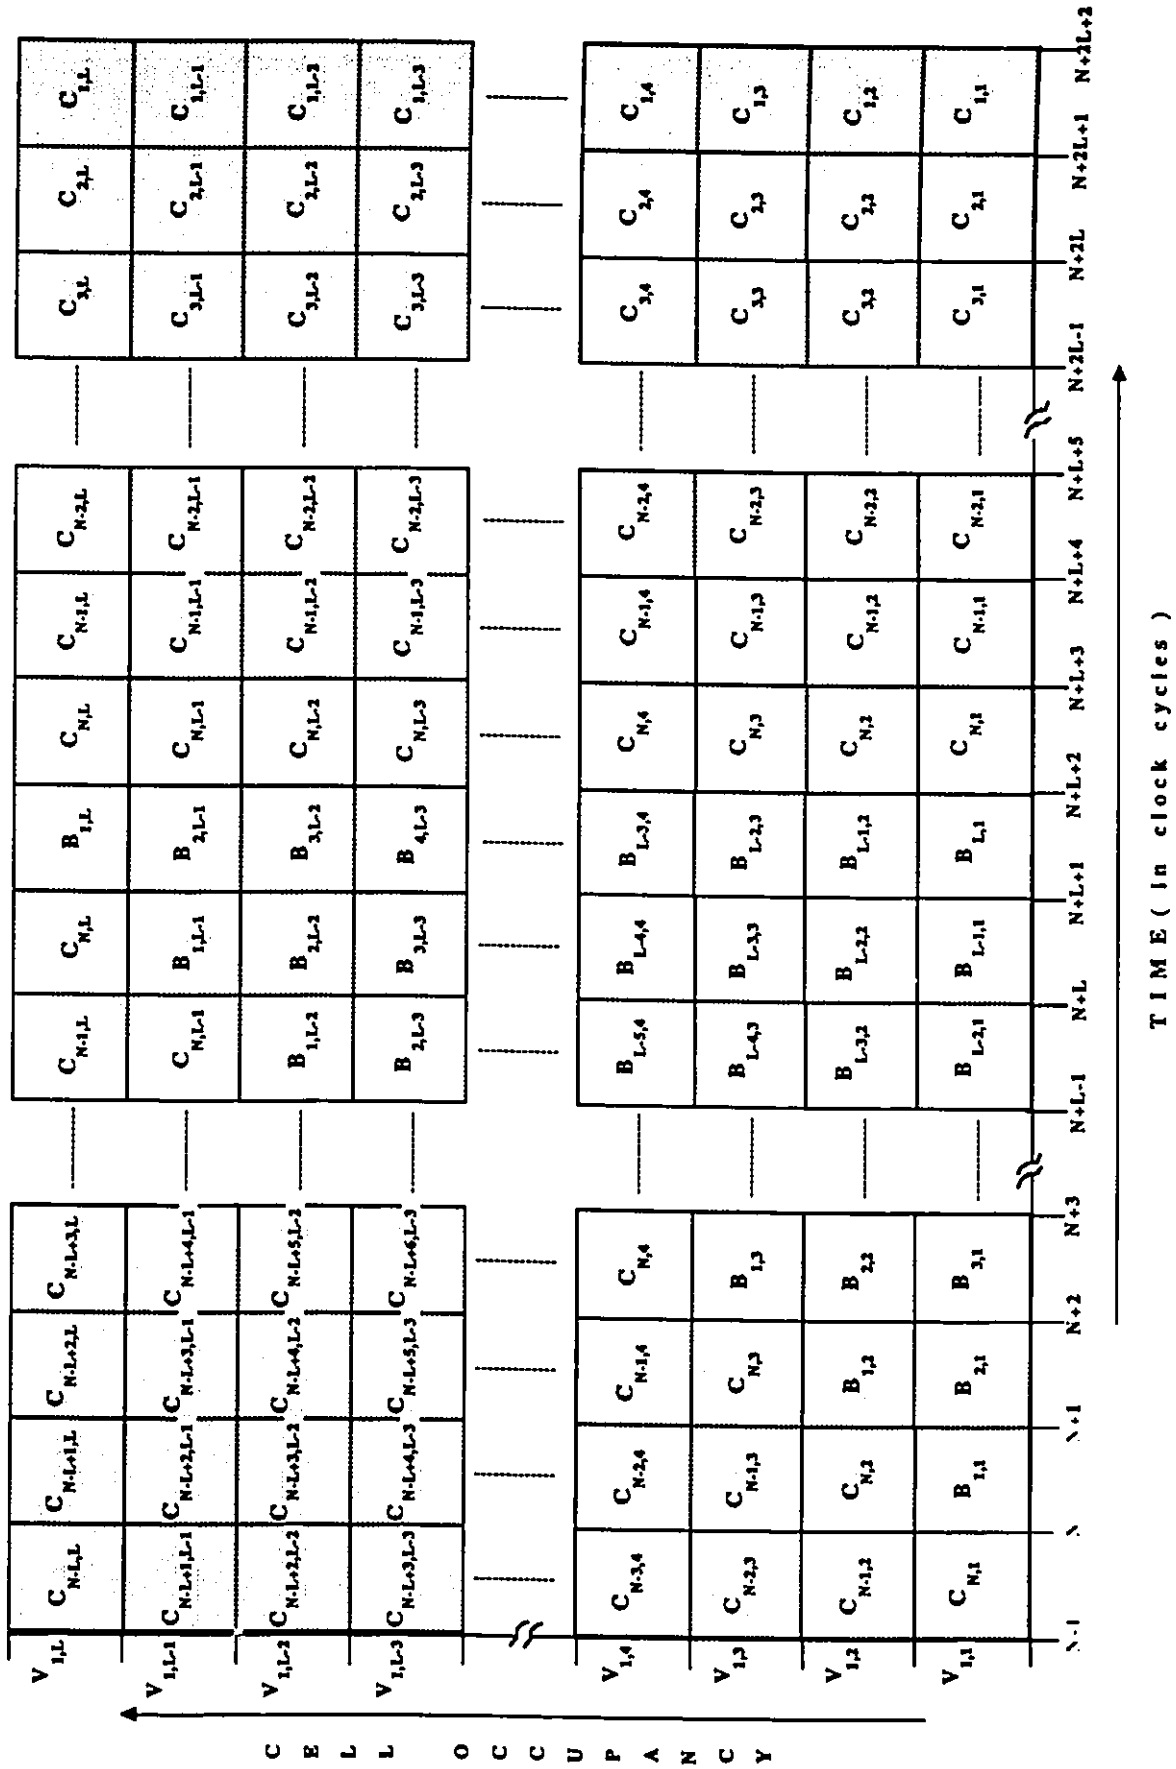 CELL OCCUPANCY
V1,L C N-L,L C N-L+1,L C N-L+2,L C N-L+3,L C N-1,L C N,L B 1,L C N,L C N-1,L C N-2,L C 3,L C 2,L C 1,L
V1,L-1 C N-L+1,L-1 C N-L+2,L-1 C N-L+3,L-1 C N-L+4,L-1 C N,L-1 B 1,L-1 B 2,L-1 C N,L-1 C N-1,L-1 C N-2,L-1 C 3,L-1 C 2,L-1 C 1,L-1
V1,L-2 C N-L+2,L-2 C N-L+3,L-2 C N-L+4,L-2 C N-L+5,L-2 B 1,L-2 B 2,L-2 B 3,L-2 C N,L-2 C N-1,L-2 C N-2,L-2 C 3,L-2 C 2,L-2 C 1,L-2
V1,L-3 C N-L+3,L-3 C N-L+4,L-3 C N-L+5,L-3 C N-L+6,L-3 B 2,L-3 B 3,L-3 B 4,L-3 C N,L-3 C N-1,L-3 C N-2,L-3 C 3,L-3 C 2,L-3 C 1,L-3
V1,4 C N-3,4 C N-2,4 C N-1,4 C N,4 B L-5,4 B L-4,4 B L-3,4 C N,4 C N-1,4 C N-2,4 C 3,4 C 2,4 C 1,4
V1,3 C N-2,3 C N-1,3 C N,3 B 1,3 B L-4,3 B L-3,3 B L-2,3 C N,3 C N-1,3 C N-2,3 C 3,3 C 2,3 C 1,3
V1,2 C N-1,2 C N,2 B 1,2 B 2,2 B L-3,2 B L-2,2 B L-1,2 C N,2 C N-1,2 C N-2,2 C 3,2 C 2,2 C 1,2
V1,1 C N,1 B 1,1 B 2,1 B 3,1 B L-2,1 B L-1,1 B L,1 C N,1 C N-1,1 C N-2,1 C 3,1 C 2,1 C 1,1
N-1 N N+1 N+2 N+3 N+L-1 N+L N+L+1 N+L+2 N+L+3 N+L+4 N+L+5 N+2L-1 N+2L N+2L+1 N+2L+2
TIME( in clock cycles )